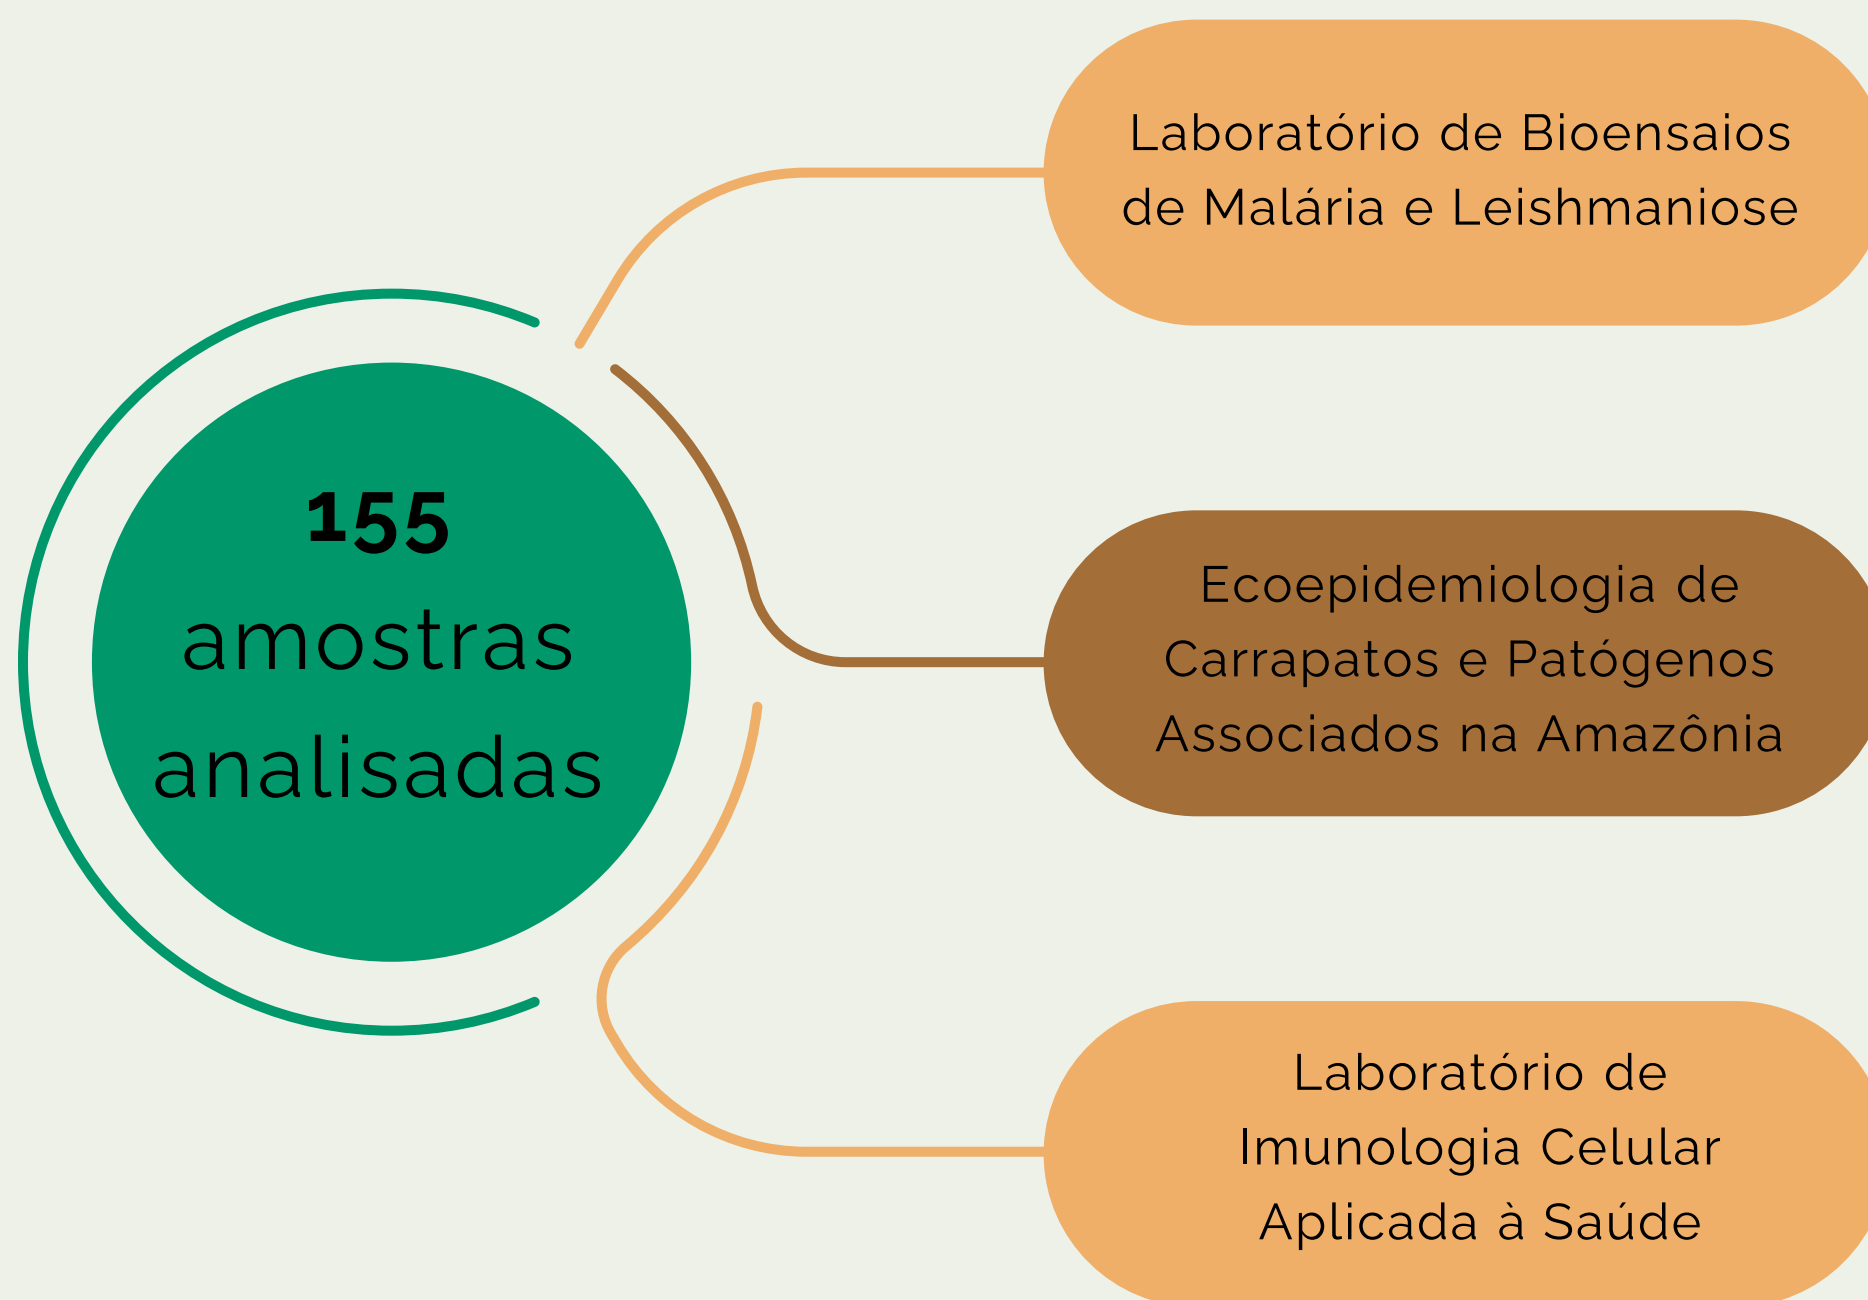 155
amostras
analisadas
Laboratório de Bioensaios
de Malária e Leishmaniose
Ecoepidemiologia de
Carrapatos e Patógenos
Associados na Amazônia
Laboratório de
Imunologia Celular
Aplicada à Saúde